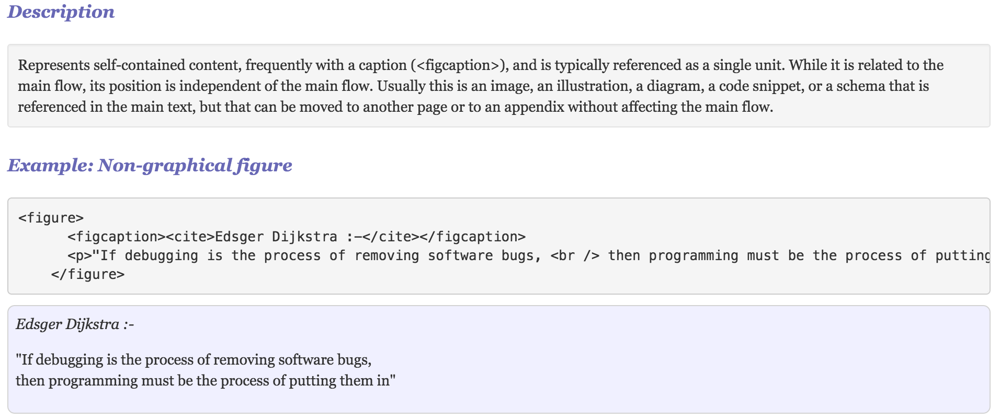 Description
Represents self-contained content, frequently with a caption (<figcaption>), and is typically referenced as a single unit. While it is related to the
main flow, its position is independent of the main flow. Usually this is an image, an illustration, a diagram, a code snippet, or a schema that is
referenced in the main text, but that can be moved to another page or to an appendix without affecting the main flow.
Example: Non-graphical figure
<figure>
      <figcaption><cite>Edsger Dijkstra :-</cite></figcaption>
      <p>"If debugging is the process of removing software bugs, <br /> then programming must be the process of putting
    </figure>
Edsger Dijkstra :-
"If debugging is the process of removing software bugs,
then programming must be the process of putting them in"